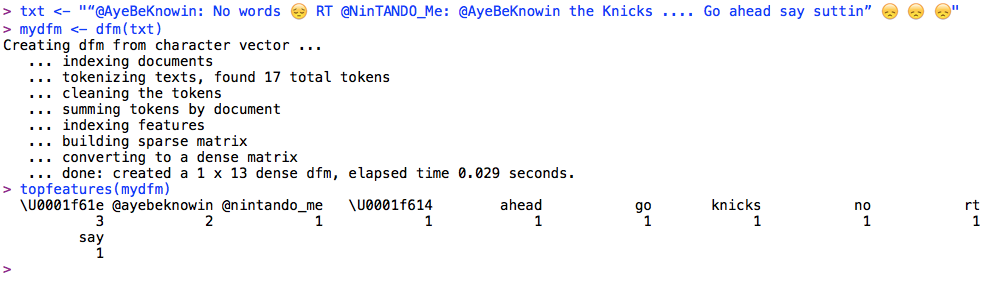 > txt <- "“@AyeBeKnowin: No words 😔 RT @NinTANDO_Me: @AyeBeKnowin the Knicks .... Go ahead say suttin” 😞 😞 😞"
> mydfm <- dfm(txt)
Creating dfm from character vector ...
   ... indexing documents
   ... tokenizing texts, found 17 total tokens
   ... cleaning the tokens
   ... summing tokens by document
   ... indexing features
   ... building sparse matrix
   ... converting to a dense matrix
   ... done: created a 1 x 13 dense dfm, elapsed time 0.029 seconds.
> topfeatures(mydfm)
  \U0001f61e @ayebeknowin @nintando_me   \U0001f614        ahead           go       knicks           no           rt
           3            2            1            1            1            1            1            1            1
         say
           1
>